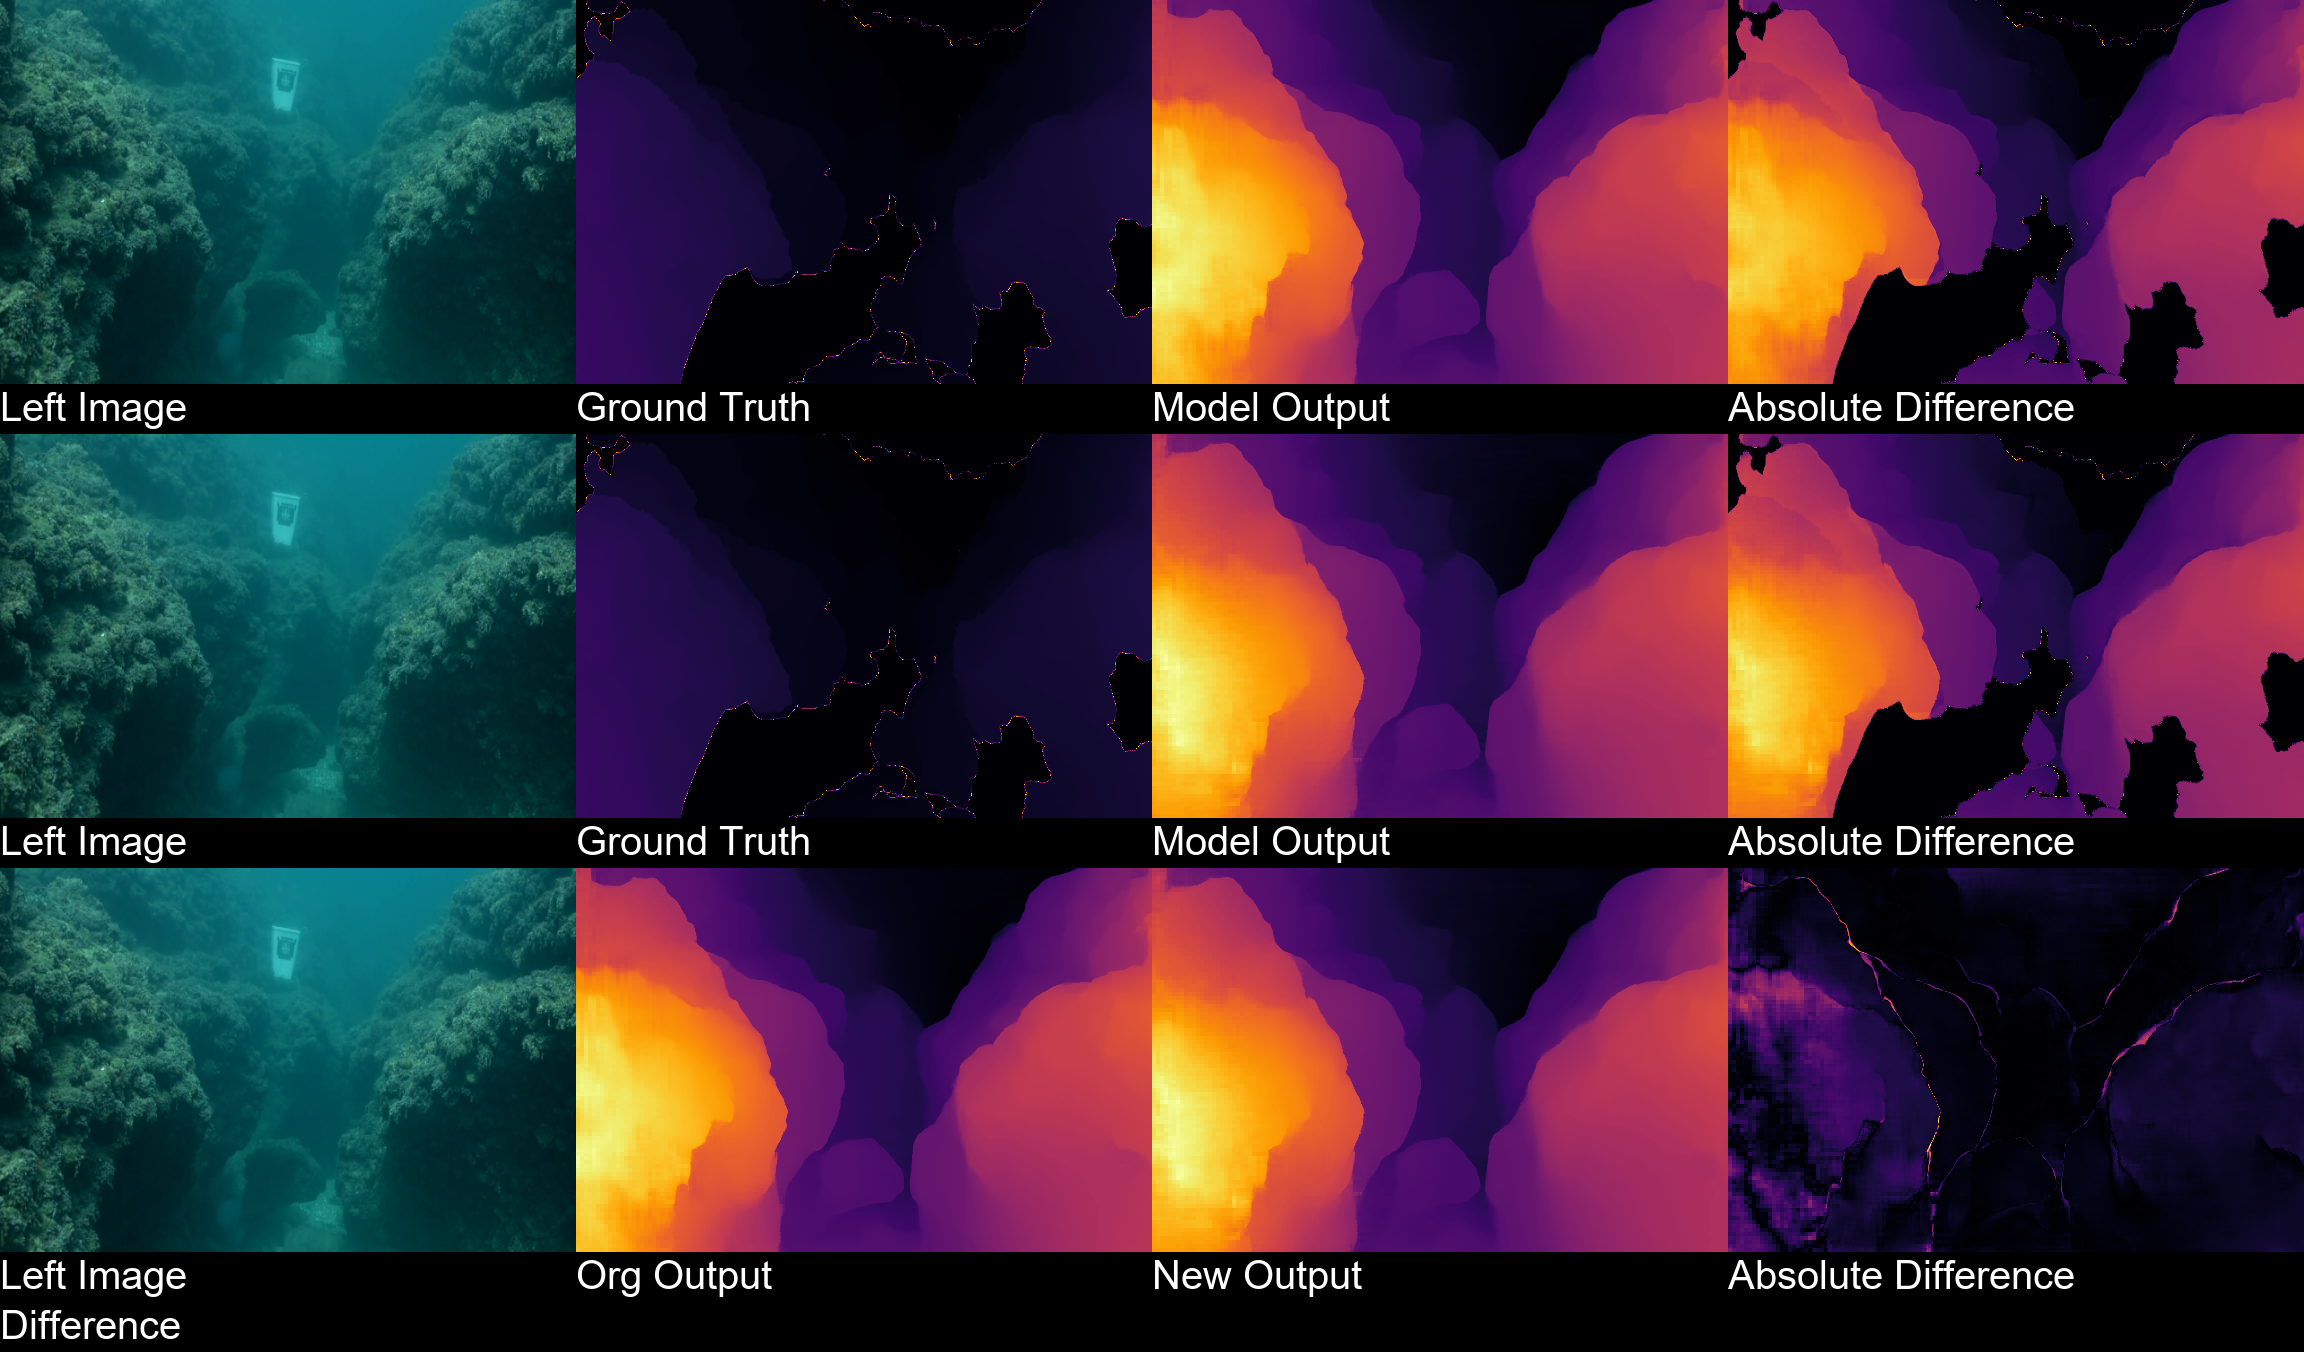 Left Image
Ground Truth
Model Output
Absolute Difference
Left Image
Ground Truth
Model Output
Absolute Difference
Left Image
Difference
Org Output
New Output
Absolute Difference